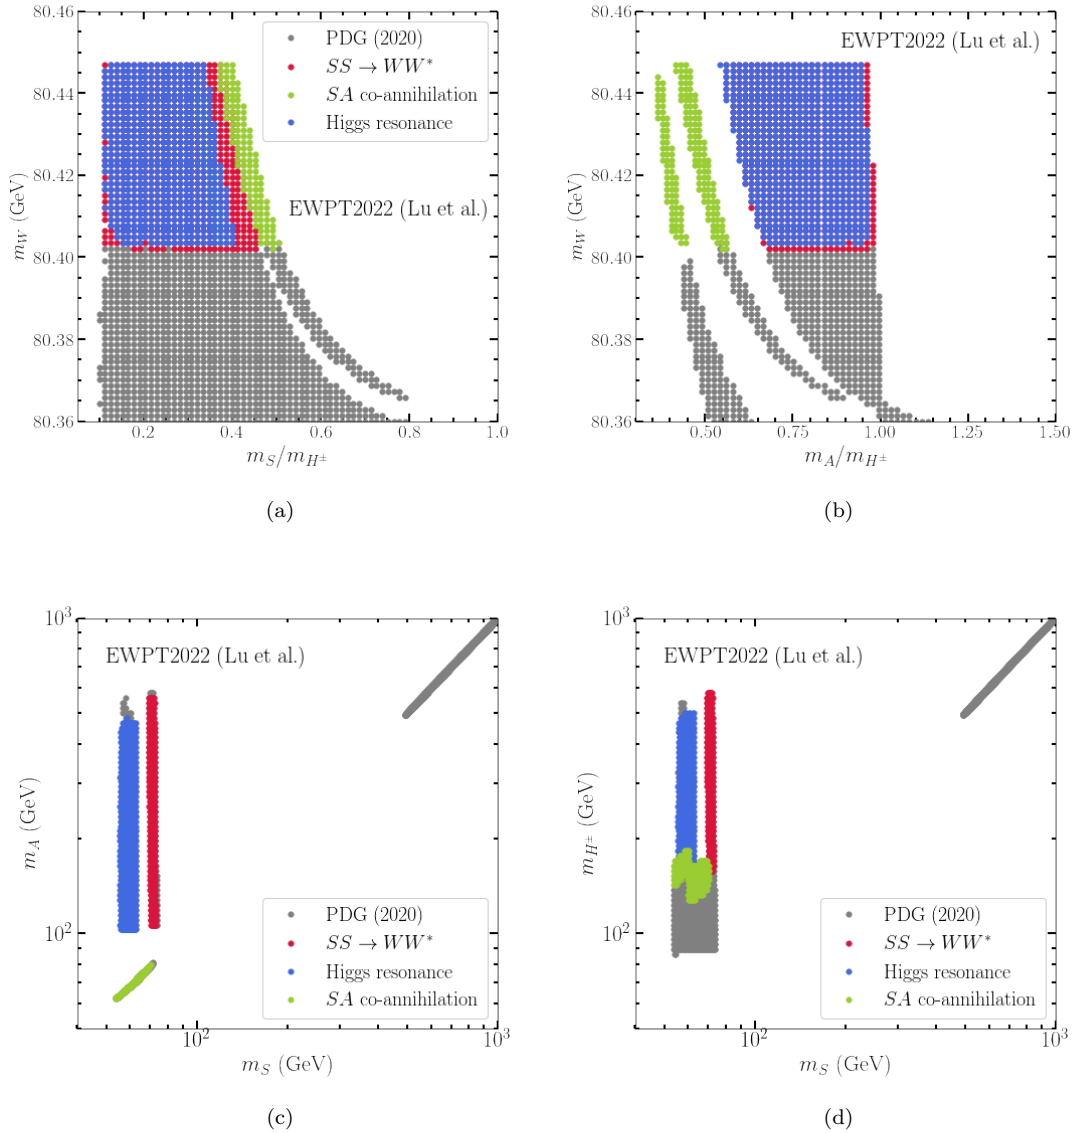 80.46
80.44
80.42
80.40
80.38
80.36
m_W (GeV)
PDG (2020)
SS → WW*
SA co-annihilation
Higgs resonance
EWPT2022 (Lu et al.)
0.2 0.4 0.6 0.8 1.0
m_S/m_{H^±}
(a)
80.46
80.44
80.42
80.40
80.38
80.36
m_W (GeV)
EWPT2022 (Lu et al.)
0.50 0.75 1.00 1.25 1.50
m_A/m_{H^±}
(b)
10^3
10^2
m_A (GeV)
EWPT2022 (Lu et al.)
PDG (2020)
SS → WW*
Higgs resonance
SA co-annihilation
10^2 10^3
m_S (GeV)
(c)
10^3
10^2
m_{H^±} (GeV)
EWPT2022 (Lu et al.)
PDG (2020)
SS → WW*
Higgs resonance
SA co-annihilation
10^2 10^3
m_S (GeV)
(d)